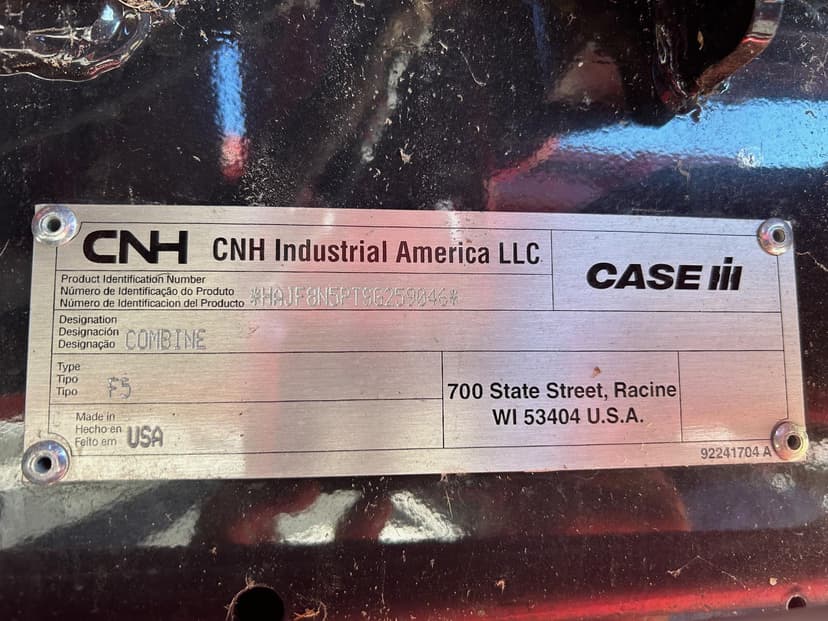 CNH CNH Industrial America LLC
CASE IH
Product Identification Number
Número de Identificação do Produto
Número de Identificacion del Producto *HAJF8N5PT9G259046*
Designation
Designación
Designação COMBINE
Type
Tipo
Tipo F5
700 State Street, Racine
WI 53404 U.S.A.
Made in
Hecho en
Feito em USA
92241704 A